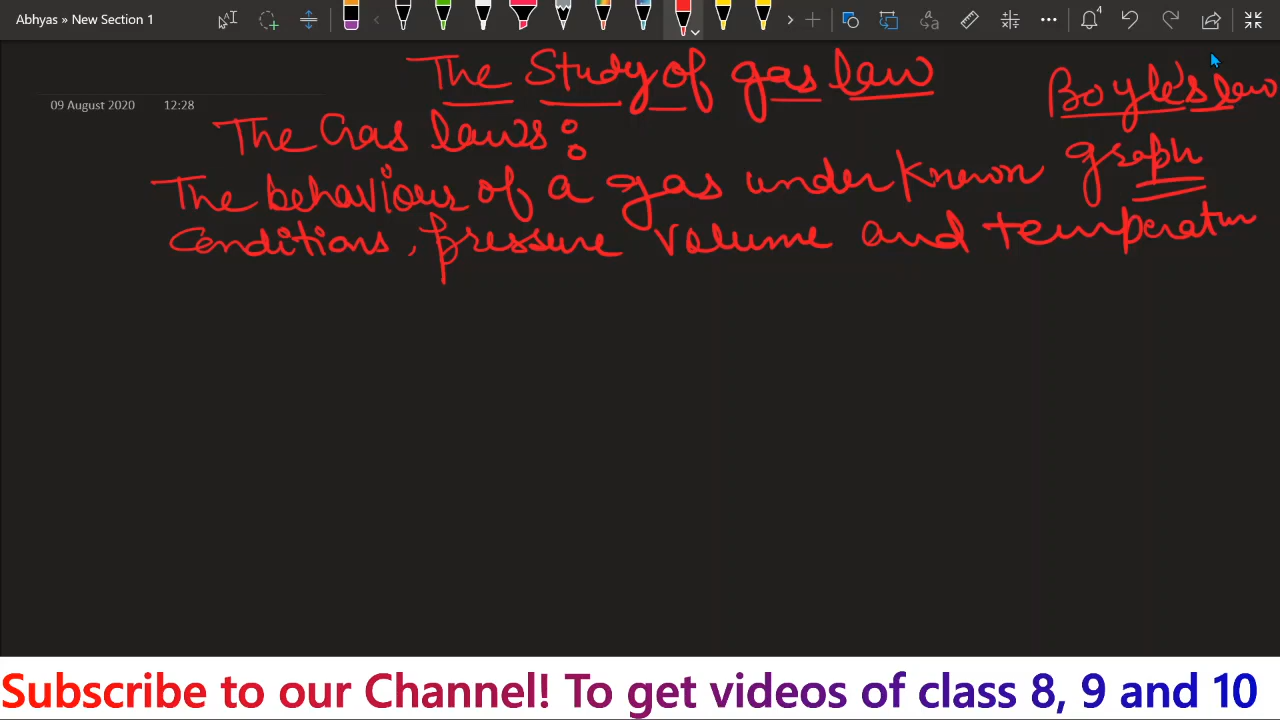 Abhyas » New Section 1
4
The Study of gas law
Boyle's law
graph
09 August 2020 12:28
The Gas laws:
The behaviour of a gas under known
conditions, pressure volume and temperature
Subscribe to our Channel! To get videos of class 8, 9 and 10